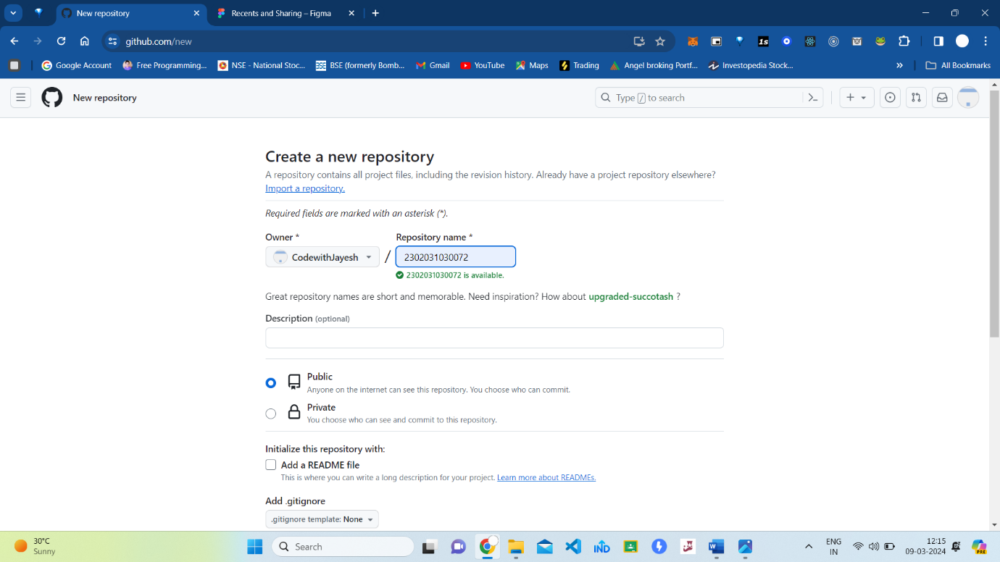 New repository
Recents and Sharing – Figma
github.com/new
Google Account
Free Programming...
NSE - National Stoc...
BSE (formerly Bomb...
Gmail
YouTube
Maps
Trading
Angel broking Portf...
Investopedia Stock...
All Bookmarks
New repository
Type / to search
Create a new repository
A repository contains all project files, including the revision history. Already have a project repository elsewhere?
Import a repository.
Required fields are marked with an asterisk (*).
Owner *
Repository name *
CodewithJayesh
/
2302031030072
2302031030072 is available.
Great repository names are short and memorable. Need inspiration? How about upgraded-succotash ?
Description (optional)
Public
Anyone on the internet can see this repository. You choose who can commit.
Private
You choose who can see and commit to this repository.
Initialize this repository with:
Add a README file
This is where you can write a long description for your project. Learn more about READMEs.
Add .gitignore
.gitignore template: None
30°C
Sunny
Search
IND
ENG
IN
12:15
09-03-2024